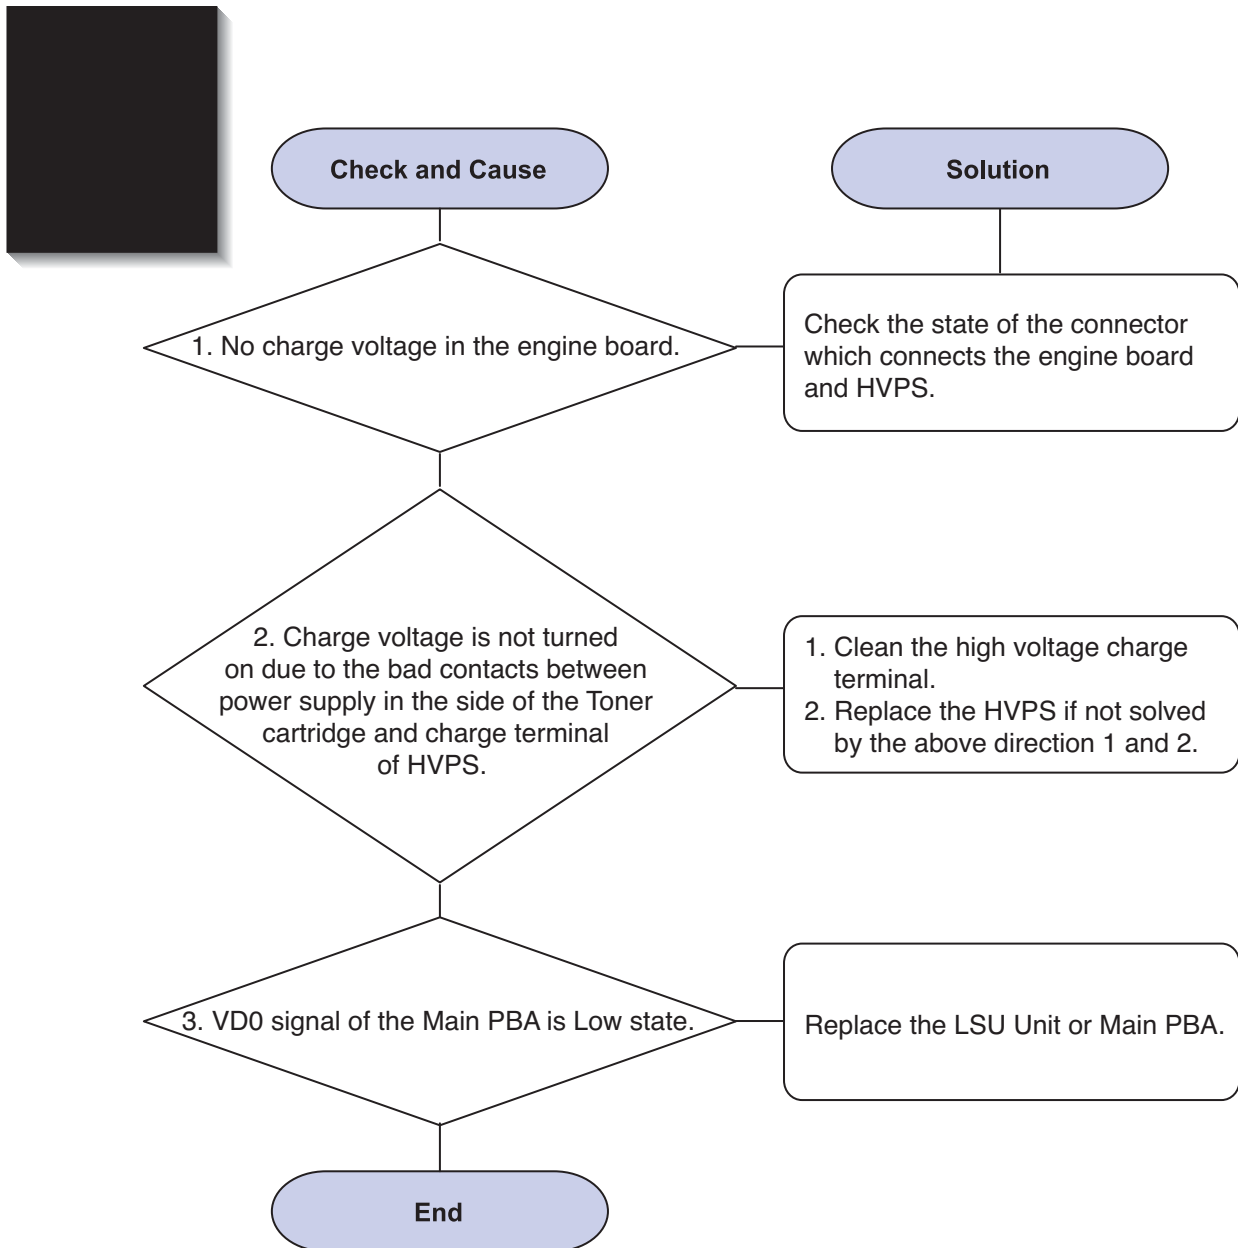 Check and Cause
Solution
1. No charge voltage in the engine board.
Check the state of the connector
which connects the engine board
and HVPS.
2. Charge voltage is not turned
on due to the bad contacts between
power supply in the side of the Toner
cartridge and charge terminal
of HVPS.
1. Clean the high voltage charge
terminal.
2. Replace the HVPS if not solved
by the above direction 1 and 2.
3. VD0 signal of the Main PBA is Low state.
Replace the LSU Unit or Main PBA.
End